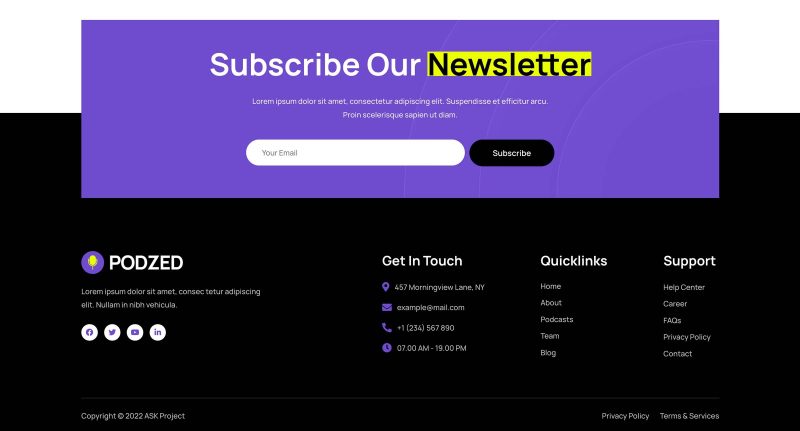 Subscribe Our Newsletter
Lorem ipsum dolor sit amet, consectetur adipiscing elit. Suspendisse et efficitur arcu.
Proin scelerisque sapien ut diam.
Your Email
Subscribe
PODZED
Lorem ipsum dolor sit amet, consec tetur adipiscing
elit. Nullam in nibh vehicula.
Get In Touch
457 Morningview Lane, NY
example@mail.com
+1 (234) 567 890
07.00 AM - 19.00 PM
Quicklinks
Home
About
Podcasts
Team
Blog
Support
Help Center
Career
FAQs
Privacy Policy
Contact
Copyright © 2022 ASK Project
Privacy Policy
Terms & Services